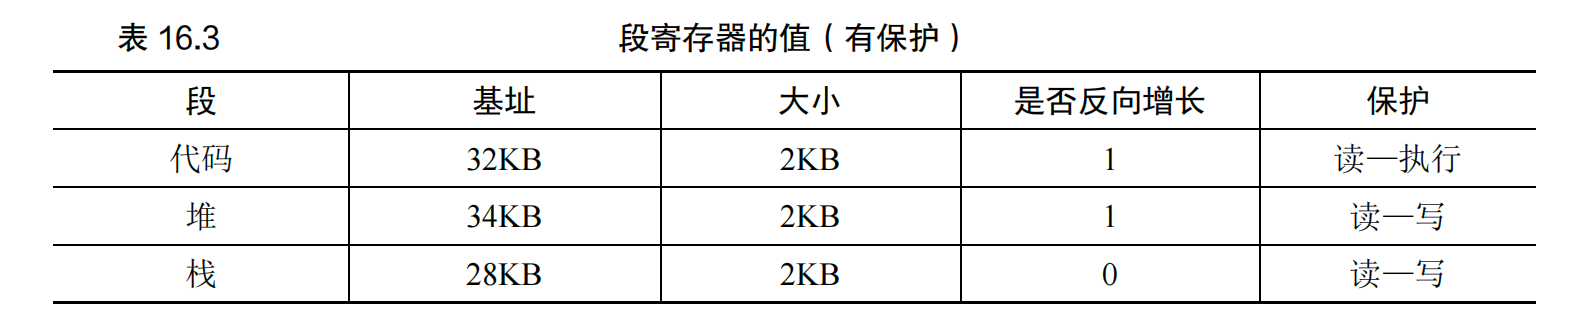 表 16.3 段寄存器的值（有保护）
段 基址 大小 是否反向增长 保护
代码 32KB 2KB 1 读—执行
堆 34KB 2KB 1 读—写
栈 28KB 2KB 0 读—写